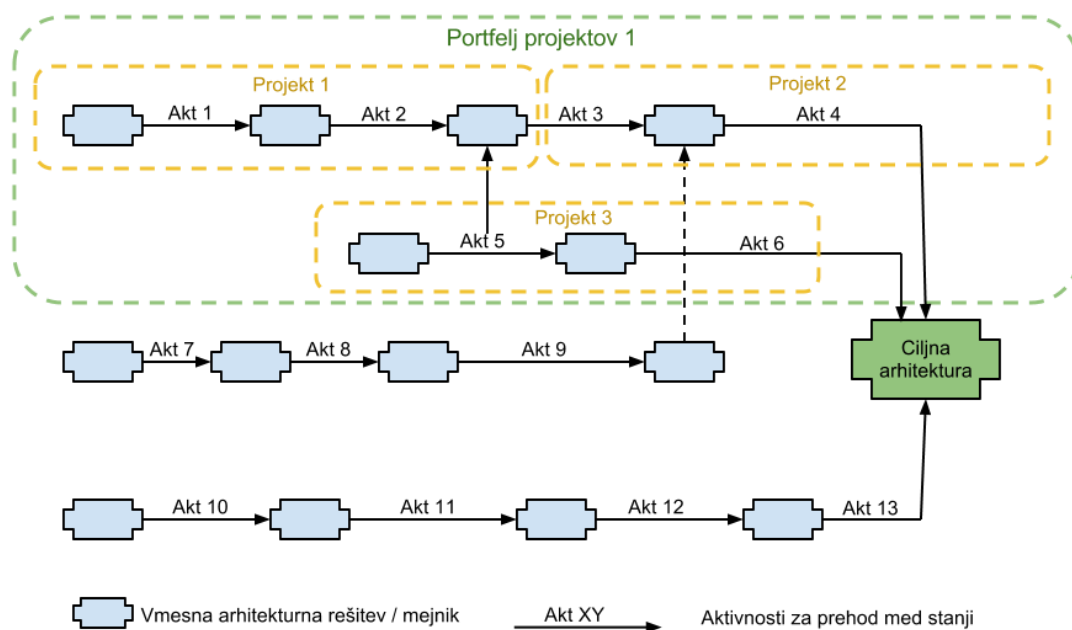 Portfelj projektov 1
Projekt 1
Projekt 2
Akt 1
Akt 2
Akt 3
Akt 4
Projekt 3
Akt 5
Akt 6
Akt 7
Akt 8
Akt 9
Ciljna
arhitektura
Akt 10
Akt 11
Akt 12
Akt 13
Vmesna arhitekturna rešitev / mejnik
Akt XY
Aktivnosti za prehod med stanji